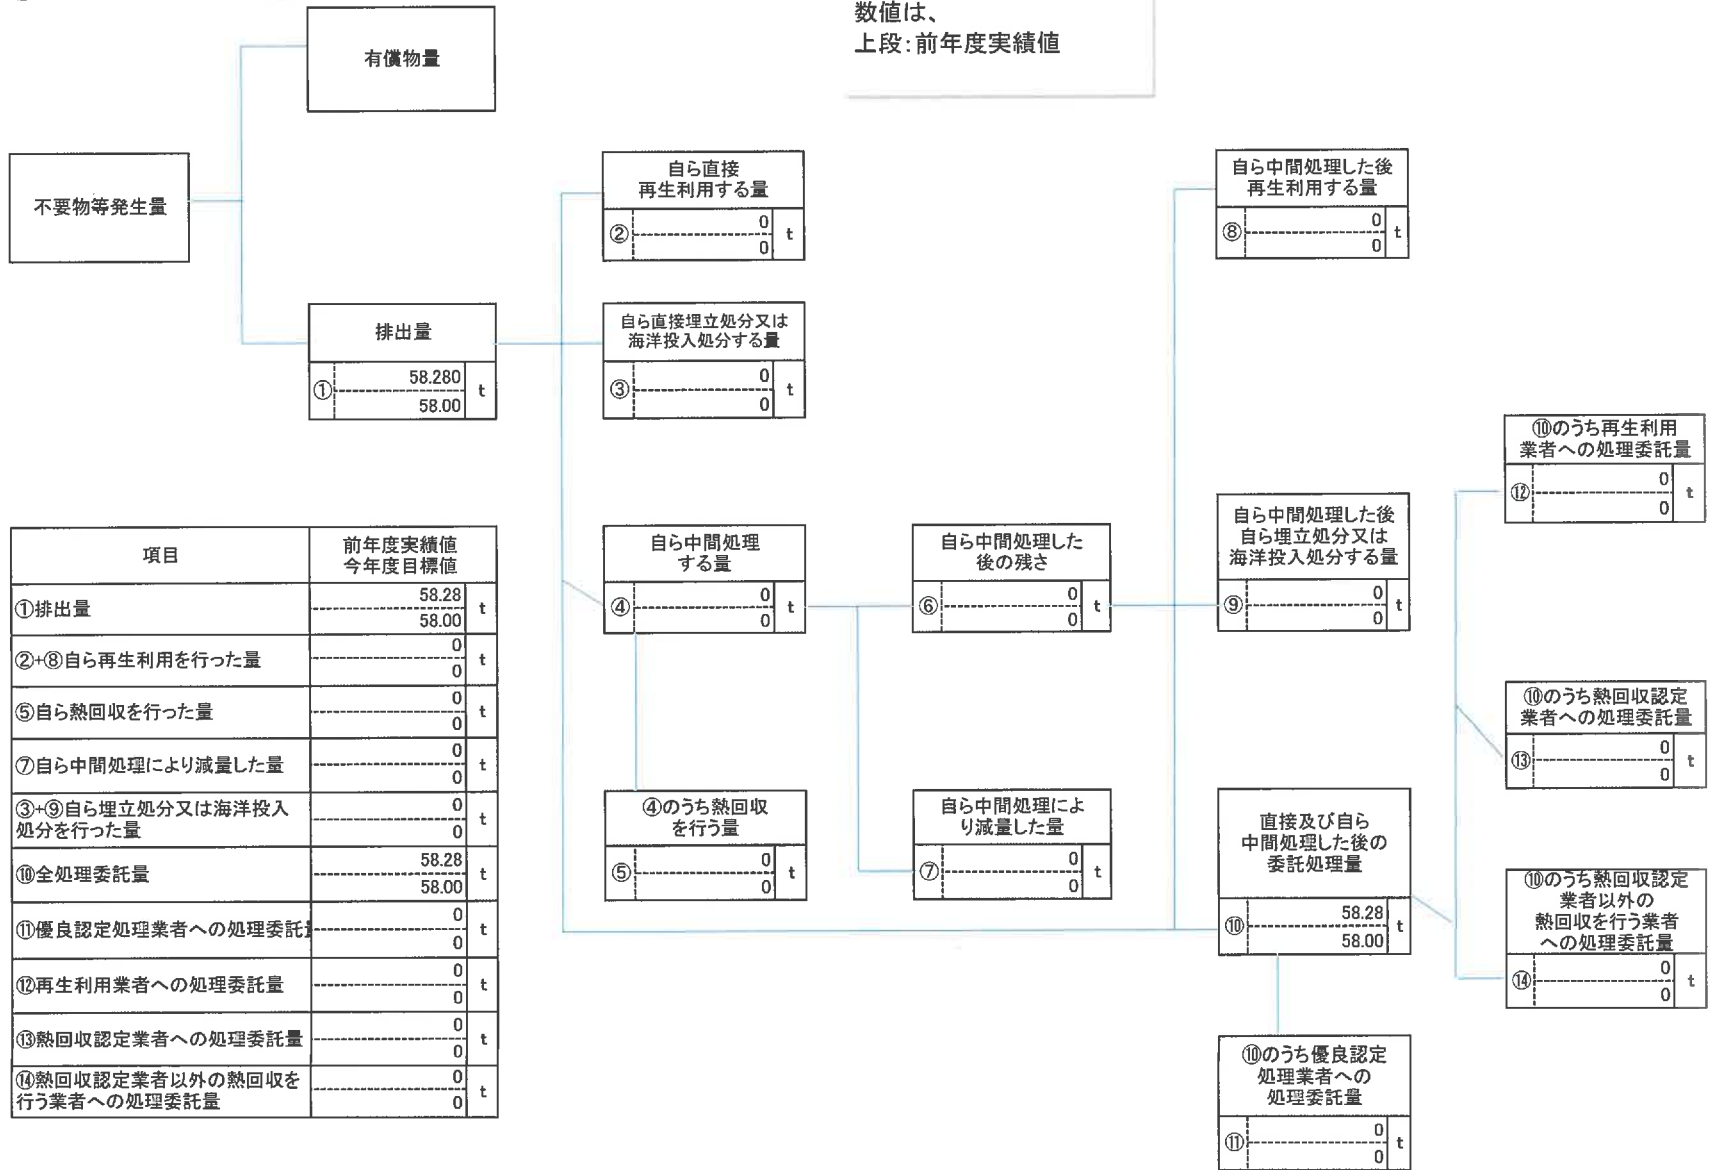 数値は、
上段:前年度実績値
有償物量
不要物等発生量
排出量
① 58.280 t
58.00
自ら直接
再生利用する量
② 0 t
0
自ら直接埋立処分又は
海洋投入処分する量
③ 0 t
0
自ら中間処理
する量
④ 0 t
0
④のうち熱回収
を行う量
⑤ 0 t
0
自ら中間処理した
後の残さ
⑥ 0 t
0
自ら中間処理によ
り減量した量
⑦ 0 t
0
自ら中間処理した後
再生利用する量
⑧ 0 t
0
自ら中間処理した後
自ら埋立処分又は
海洋投入処分する量
⑨ 0 t
0
直接及び自ら
中間処理した後の
委託処理量
⑩ 58.28 t
58.00
⑩のうち優良認定
処理業者への
処理委託量
⑪ 0 t
0
⑩のうち再生利用
業者への処理委託量
⑫ 0 t
0
⑩のうち熱回収認定
業者への処理委託量
⑬ 0 t
0
⑩のうち熱回収認定
業者以外の
熱回収を行う業者
への処理委託量
⑭ 0 t
0
項目 前年度実績値
今年度目標値
①排出量 58.28 t
58.00
②+⑧自ら再生利用を行った量 0 t
0
⑤自ら熱回収を行った量 0 t
0
⑦自ら中間処理により減量した量 0 t
0
③+⑨自ら埋立処分又は海洋投入
処分を行った量 0 t
0
⑩全処理委託量 58.28 t
58.00
⑪優良認定処理業者への処理委託 0 t
0
⑫再生利用業者への処理委託量 0 t
0
⑬熱回収認定業者への処理委託量 0 t
0
⑭熱回収認定業者以外の熱回収を
行う業者への処理委託量 0 t
0